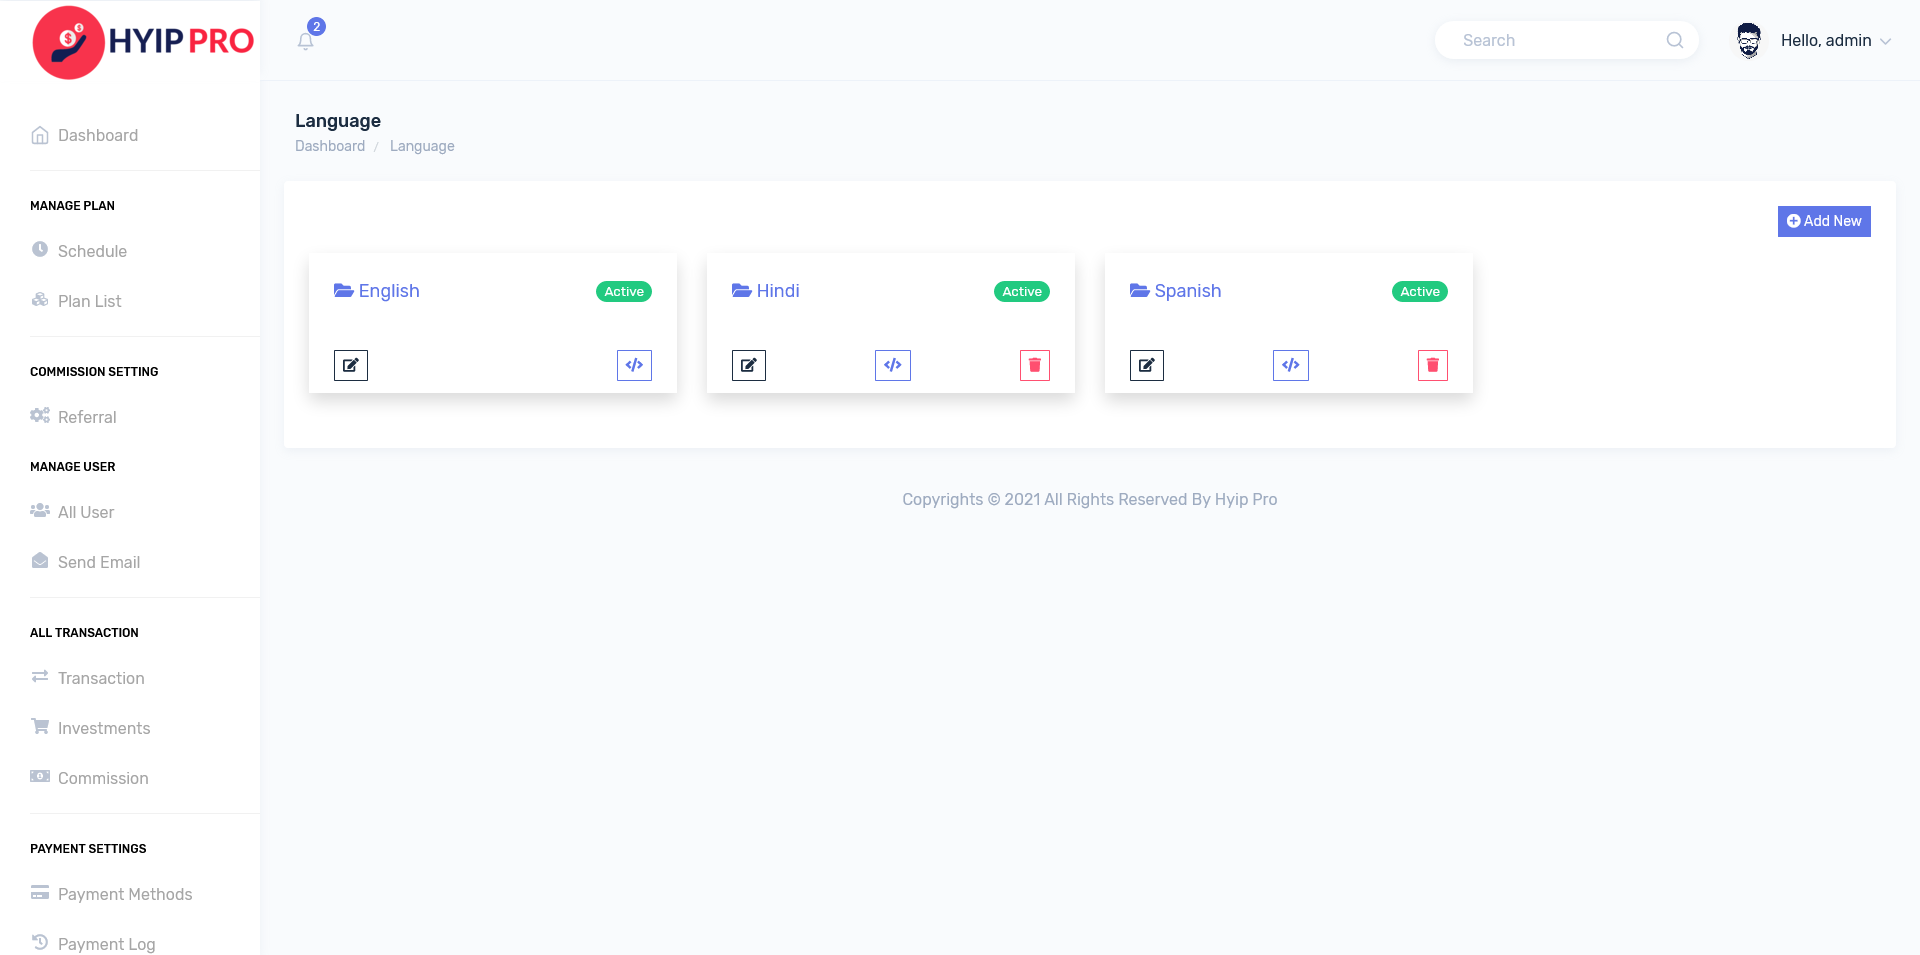 HYIP PRO
2
Search
Hello, admin
Dashboard
MANAGE PLAN
Schedule
Plan List
COMMISSION SETTING
Referral
MANAGE USER
All User
Send Email
ALL TRANSACTION
Transaction
Investments
Commission
PAYMENT SETTINGS
Payment Methods
Payment Log
Language
Dashboard / Language
Add New
English Active
Hindi Active
Spanish Active
Copyrights © 2021 All Rights Reserved By Hyip Pro